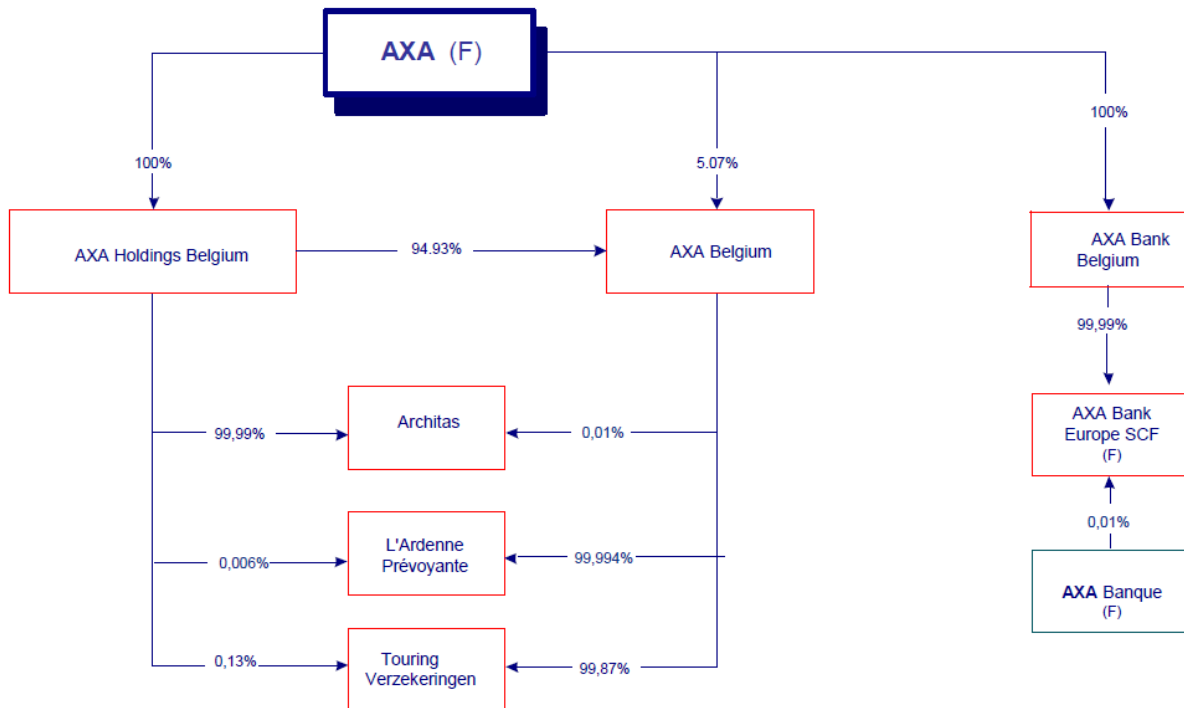 AXA (F)
100%
5.07%
100%
AXA Holdings Belgium
94.93%
AXA Belgium
AXA Bank
Belgium
99,99%
Architas
99,99%
0,01%
AXA Bank
Europe SCF
(F)
0,01%
L'Ardenne
Prévoyante
0,006%
99,994%
AXA Banque
(F)
Touring
Verzekeringen
0,13%
99,87%